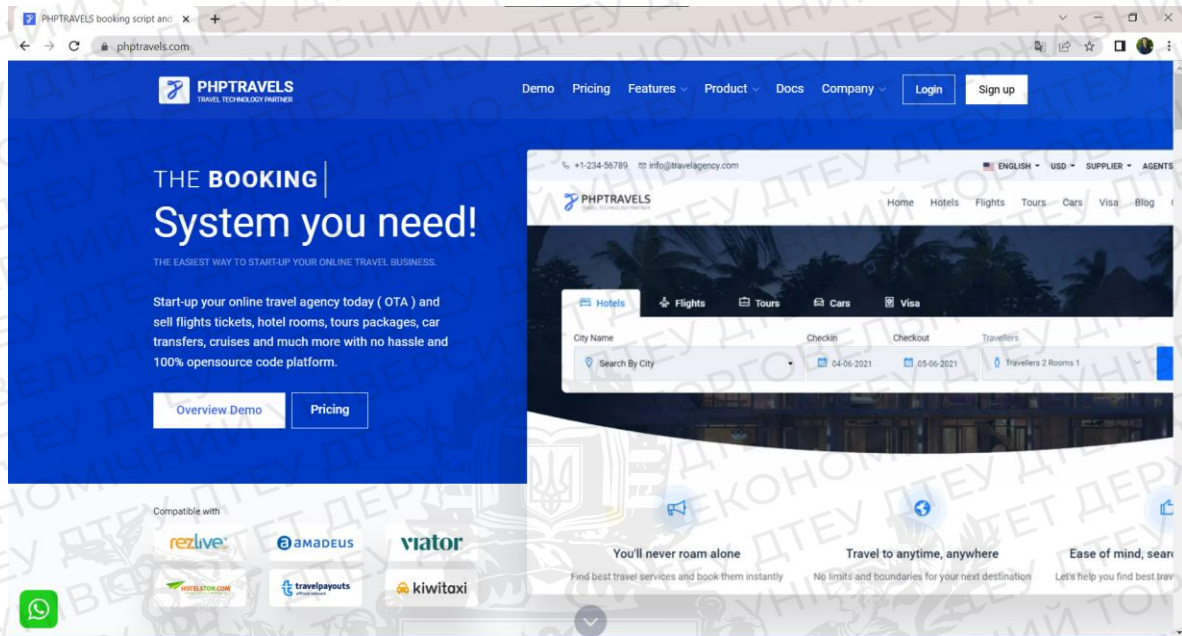 PHPTRAVELS booking script and
phptravels.com
PHPTRAVELS
TRAVEL TECHNOLOGY PARTNER
Demo Pricing Features Product Docs Company Login Sign up
THE BOOKING
System you need!
THE EASIEST WAY TO START-UP YOUR ONLINE TRAVEL BUSINESS.
Start-up your online travel agency today ( OTA ) and
sell flights tickets, hotel rooms, tours packages, car
transfers, cruises and much more with no hassle and
100% opensource code platform.
Overview Demo Pricing
+1-234-56789 info@travelagency.com ENGLISH USD SUPPLIER AGENTS
PHPTRAVELS
TRAVEL TECHNOLOGY PARTNER
Home Hotels Flights Tours Cars Visa Blog
Hotels Flights Tours Cars Visa
City Name Checkin Checkout Travellers
Search By City 04-06-2021 05-06-2021 Travellers 2 Rooms 1
Compatible with
rezlive: amadeus viator
HOTELSTON.COM travelpayouts kiwitaxi
You'll never roam alone
Find best travel services and book them instantly
Travel to anytime, anywhere
No limits and boundaries for your next destination
Ease of mind, sear
Let's help you find best trav